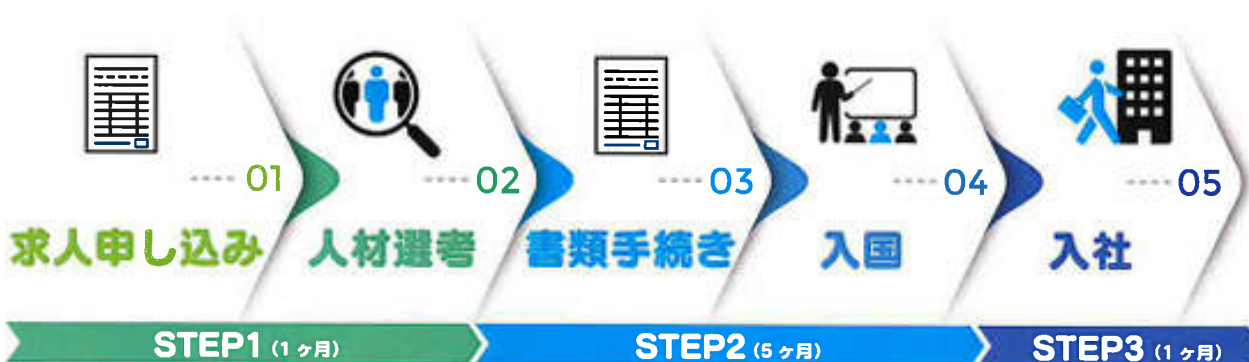 01
02
03
04
05
求人申し込み
人材選考
書類手続き
入国
入社
STEP1 (1ヶ月)
STEP2 (5ヶ月)
STEP3 (1ヶ月)